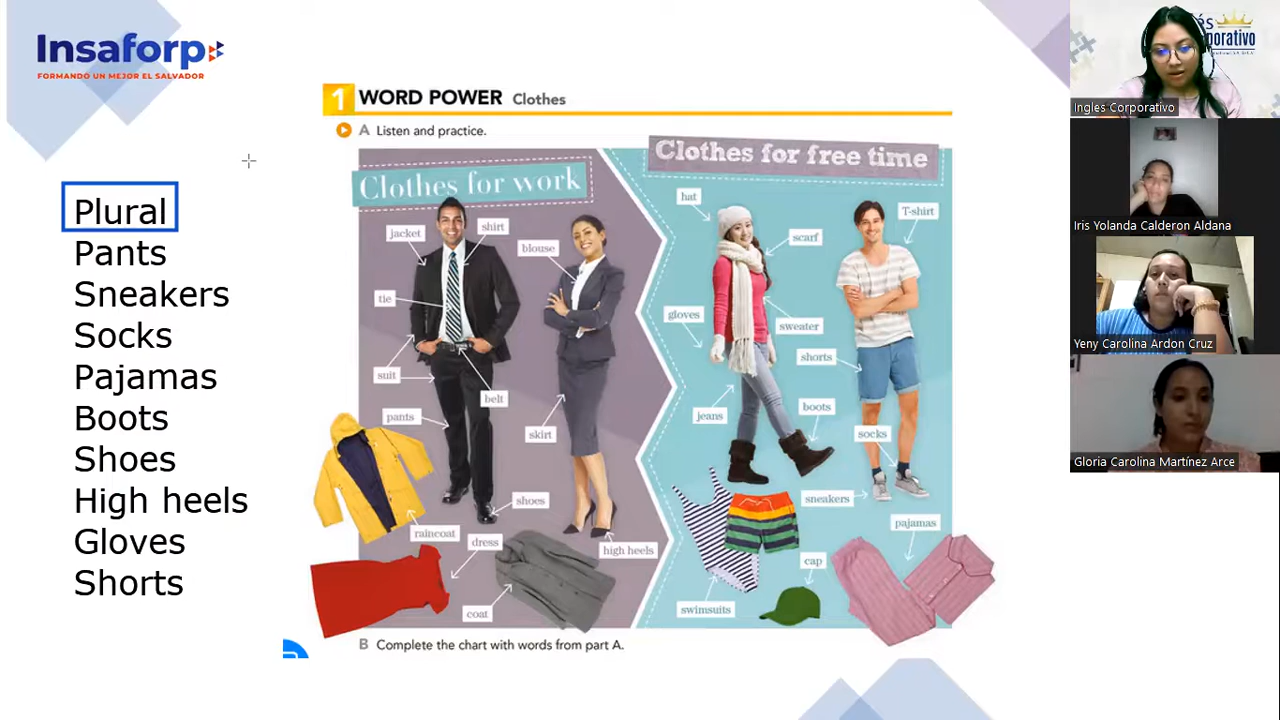 Insaforp
FORMANDO UN MEJOR EL SALVADOR
Plural
Pants
Sneakers
Socks
Pajamas
Boots
Shoes
High heels
Gloves
Shorts
1 WORD POWER Clothes
A Listen and practice.
Clothes for work
jacket
shirt
blouse
tie
suit
belt
pants
skirt
shoes
raincoat
dress
high heels
coat
Clothes for free time
hat
T-shirt
scarf
gloves
sweater
shorts
jeans
boots
socks
sneakers
pajamas
cap
swimsuits
B Complete the chart with words from part A.
Ingles Corporativo
Iris Yolanda Calderon Aldana
Yeny Carolina Ardon Cruz
Gloria Carolina Martínez Arce